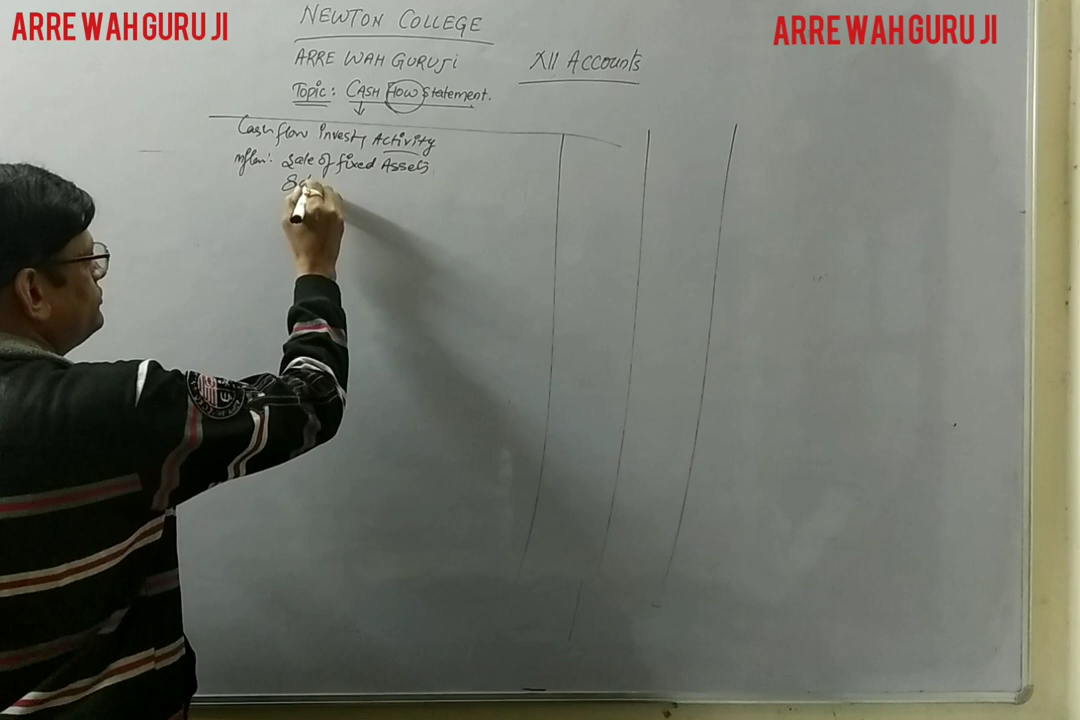 ARRE WAH GURU JI
ARRE WAH GURU JI
NEWTON COLLEGE
ARRE WAH GURUJI
XII Accounts
Topic: CASH flow Statement.
Cash flow Investy Activity
Inflow: Sale of fixed Assets